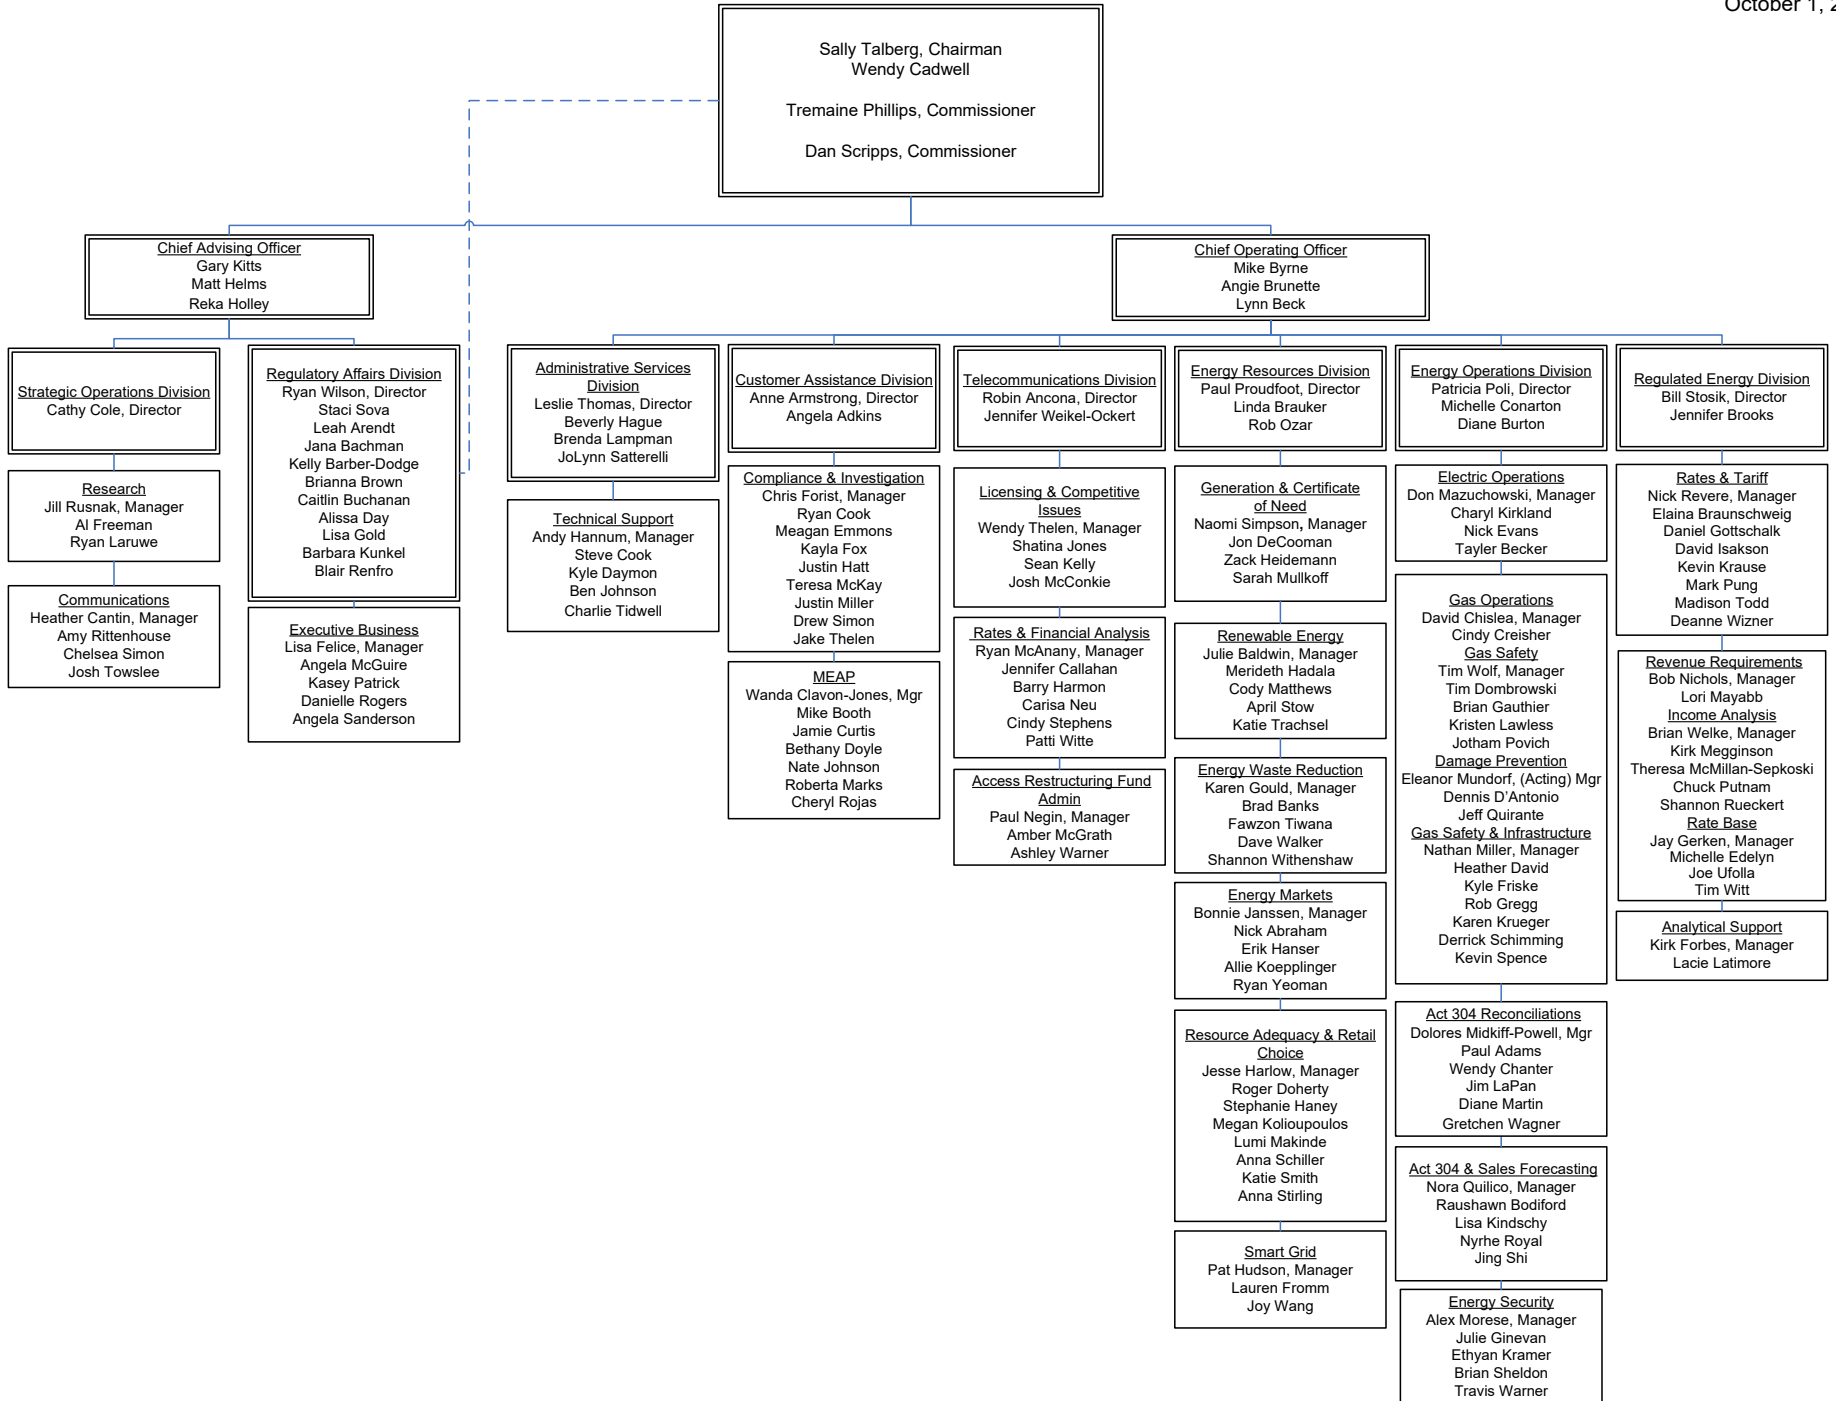 October 1, 2
Sally Talberg, Chairman
Wendy Cadwell
Tremaine Phillips, Commissioner
Dan Scripps, Commissioner
Chief Advising Officer
Gary Kitts
Matt Helms
Reka Holley
Chief Operating Officer
Mike Byrne
Angie Brunette
Lynn Beck
Strategic Operations Division
Cathy Cole, Director
Research
Jill Rusnak, Manager
Al Freeman
Ryan Laruwe
Communications
Heather Cantin, Manager
Amy Rittenhouse
Chelsea Simon
Josh Towslee
Regulatory Affairs Division
Ryan Wilson, Director
Staci Sova
Leah Arendt
Jana Bachman
Kelly Barber-Dodge
Brianna Brown
Caitlin Buchanan
Alissa Day
Lisa Gold
Barbara Kunkel
Blair Renfro
Executive Business
Lisa Felice, Manager
Angela McGuire
Kasey Patrick
Danielle Rogers
Angela Sanderson
Administrative Services
Division
Leslie Thomas, Director
Beverly Hague
Brenda Lampman
JoLynn Satterelli
Technical Support
Andy Hannum, Manager
Steve Cook
Kyle Daymon
Ben Johnson
Charlie Tidwell
Customer Assistance Division
Anne Armstrong, Director
Angela Adkins
Compliance & Investigation
Chris Forist, Manager
Ryan Cook
Meagan Emmons
Kayla Fox
Justin Hatt
Teresa McKay
Justin Miller
Drew Simon
Jake Thelen
MEAP
Wanda Clavon-Jones, Mgr
Mike Booth
Jamie Curtis
Bethany Doyle
Nate Johnson
Roberta Marks
Cheryl Rojas
Telecommunications Division
Robin Ancona, Director
Jennifer Weikel-Ockert
Licensing & Competitive
Issues
Wendy Thelen, Manager
Shatina Jones
Sean Kelly
Josh McConkie
Rates & Financial Analysis
Ryan McAnany, Manager
Jennifer Callahan
Barry Harmon
Carisa Neu
Cindy Stephens
Patti Witte
Access Restructuring Fund
Admin
Paul Negin, Manager
Amber McGrath
Ashley Warner
Energy Resources Division
Paul Proudfoot, Director
Linda Brauker
Rob Ozar
Generation & Certificate
of Need
Naomi Simpson, Manager
Jon DeCooman
Zack Heidemann
Sarah Mullkoff
Renewable Energy
Julie Baldwin, Manager
Merideth Hadala
Cody Matthews
April Stow
Katie Trachsel
Energy Waste Reduction
Karen Gould, Manager
Brad Banks
Fawzon Tiwana
Dave Walker
Shannon Withenshaw
Energy Markets
Bonnie Janssen, Manager
Nick Abraham
Erik Hanser
Allie Koepplinger
Ryan Yeoman
Resource Adequacy & Retail
Choice
Jesse Harlow, Manager
Roger Doherty
Stephanie Haney
Megan Kolioupoulos
Lumi Makinde
Anna Schiller
Katie Smith
Anna Stirling
Smart Grid
Pat Hudson, Manager
Lauren Fromm
Joy Wang
Energy Operations Division
Patricia Poli, Director
Michelle Conarton
Diane Burton
Electric Operations
Don Mazuchowski, Manager
Charyl Kirkland
Nick Evans
Tayler Becker
Gas Operations
David Chislea, Manager
Cindy Creisher
Gas Safety
Tim Wolf, Manager
Tim Dombrowski
Brian Gauthier
Kristen Lawless
Jotham Povich
Damage Prevention
Eleanor Mundorf, (Acting) Mgr
Dennis D'Antonio
Jeff Quirante
Gas Safety & Infrastructure
Nathan Miller, Manager
Heather David
Kyle Friske
Rob Gregg
Karen Krueger
Derrick Schimming
Kevin Spence
Act 304 Reconciliations
Dolores Midkiff-Powell, Mgr
Paul Adams
Wendy Chanter
Jim LaPan
Diane Martin
Gretchen Wagner
Act 304 & Sales Forecasting
Nora Quilico, Manager
Raushawn Bodiford
Lisa Kindschy
Nyrhe Royal
Jing Shi
Energy Security
Alex Morese, Manager
Julie Ginevan
Ethyan Kramer
Brian Sheldon
Travis Warner
Regulated Energy Division
Bill Stosik, Director
Jennifer Brooks
Rates & Tariff
Nick Revere, Manager
Elaina Braunschweig
Daniel Gottschalk
David Isakson
Kevin Krause
Mark Pung
Madison Todd
Deanne Wizner
Revenue Requirements
Bob Nichols, Manager
Lori Mayabb
Income Analysis
Brian Welke, Manager
Kirk Megginson
Theresa McMillan-Sepkoski
Chuck Putnam
Shannon Rueckert
Rate Base
Jay Gerken, Manager
Michelle Edelyn
Joe Ufolla
Tim Witt
Analytical Support
Kirk Forbes, Manager
Lacie Latimore